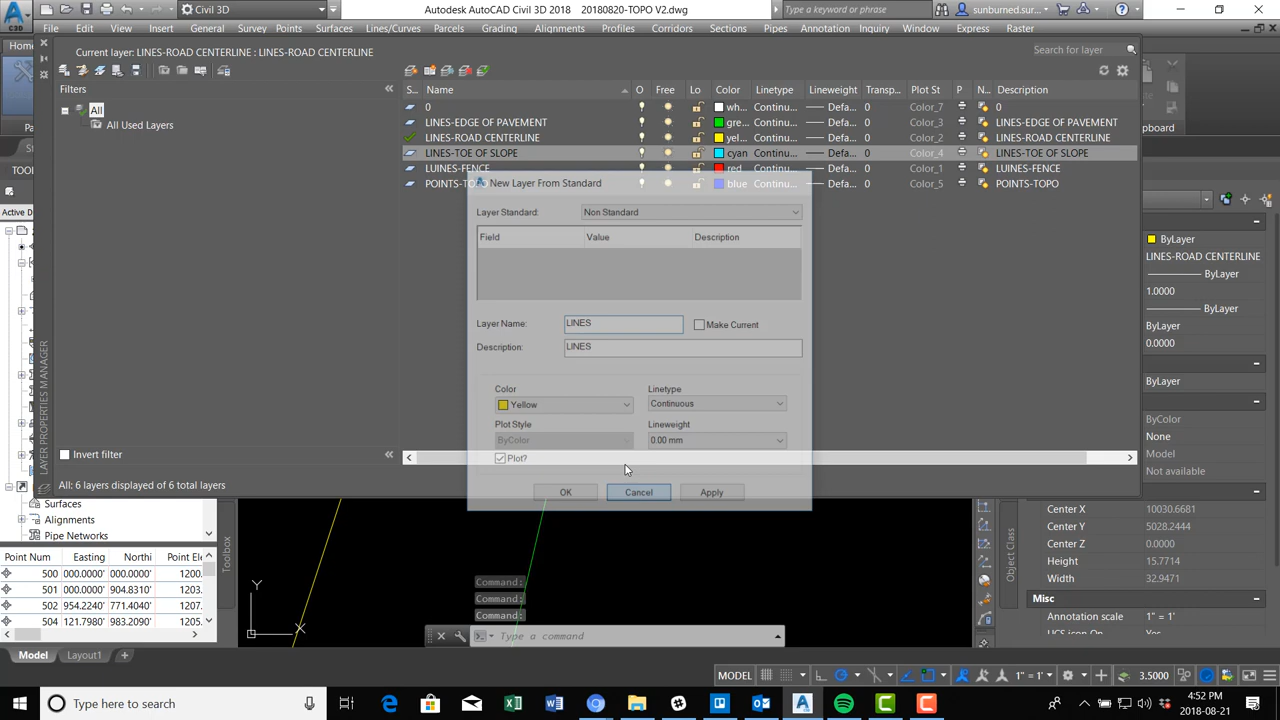 C3D
Civil 3D
Autodesk AutoCAD Civil 3D 2018 20180820-TOPO V2.dwg
Type a keyword or phrase
sunburned.sur...
File Edit View Insert General Survey Points Surfaces Lines/Curves Parcels Grading Alignments Profiles Corridors Sections Pipes Annotation Inquiry Window Express
Current layer: LINES-ROAD CENTERLINE : LINES-ROAD CENTERLINE
Search for layer
Filters
All
All Used Layers
S... Name O Free Lo Color Linetype Lineweight Transp... Plot St P N... Description
0 wh... Continu... Defa... 0 Color_7 0
LINES-EDGE OF PAVEMENT gre... Continu... Defa... 0 Color_3 LINES-EDGE OF PAVEMENT
LINES-ROAD CENTERLINE yel... Continu... Defa... 0 Color_2 LINES-ROAD CENTERLINE
LINES-TOE OF SLOPE cyan Continu... Defa... 0 Color_4 LINES-TOE OF SLOPE
LUINES-FENCE red Continu... Defa... 0 Color_1 LUINES-FENCE
POINTS-TOPO blue Continu... Defa... 0 Color_5 POINTS-TOPO
New Layer From Standard
Layer Standard: Non Standard
Field Value Description
Layer Name: LINES Make Current
Description: LINES
Color Linetype
Yellow Continuous
Plot Style Lineweight
ByColor 0.00 mm
Plot?
OK Cancel Apply
Invert filter
All: 6 layers displayed of 6 total layers
LAYER PROPERTIES MANAGER
Active D
TOOL
ByLayer
LINES-ROAD CENTERLINE
ByLayer
1.0000
ByLayer
ByLayer
0.0000
ByLayer
ByColor
None
Model
Not available
Center X 10030.6681
Center Y 5028.2444
Center Z 0.0000
Height 15.7714
Width 32.9471
Misc
Annotation scale 1" = 1'
UCS icon On Yes
Object Class
Surfaces
Alignments
Pipe Networks
Toolbox
Point Num Easting Northi Point Ele
500 000.0000' 000.0000' 1200.
501 000.0000' 904.8310' 1203.
502 954.2240' 771.4040' 1207.
504 121.7980' 983.2090' 1205.
Y
X
Command:
Command:
Command:
Type a command
Model Layout1 +
MODEL 1" = 1' 3.5000
Type here to search
4:52 PM
2018-08-21